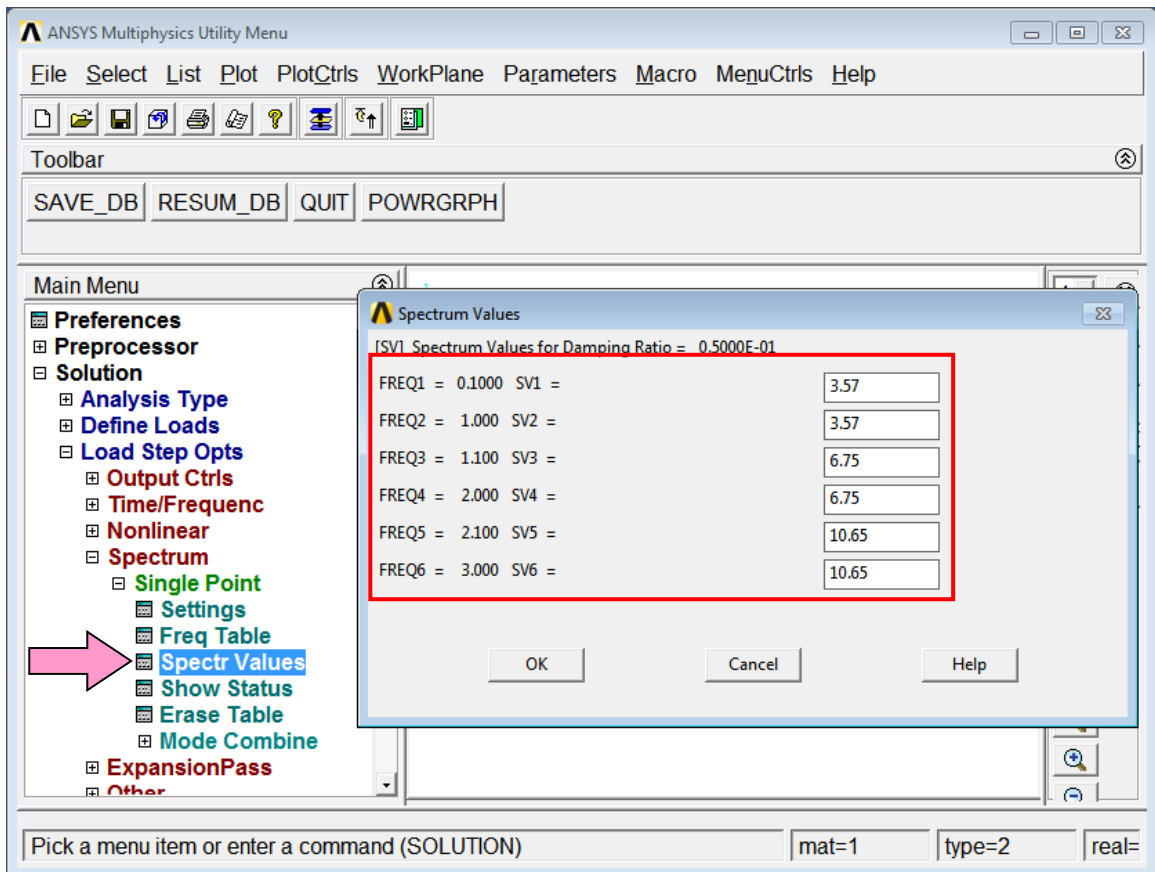 ANSYS Multiphysics Utility Menu
File Select List Plot PlotCtrls WorkPlane Parameters Macro MenuCtrls Help
Toolbar
SAVE_DB RESUM_DB QUIT POWRGRPH
Main Menu
Preferences
Preprocessor
Solution
Analysis Type
Define Loads
Load Step Opts
Output Ctrls
Time/Frequenc
Nonlinear
Spectrum
Single Point
Settings
Freq Table
Spectr Values
Show Status
Erase Table
Mode Combine
ExpansionPass
Other
Spectrum Values
[SV] Spectrum Values for Damping Ratio = 0.5000E-01
FREQ1 = 0.1000 SV1 = 3.57
FREQ2 = 1.000 SV2 = 3.57
FREQ3 = 1.100 SV3 = 6.75
FREQ4 = 2.000 SV4 = 6.75
FREQ5 = 2.100 SV5 = 10.65
FREQ6 = 3.000 SV6 = 10.65
OK Cancel Help
Pick a menu item or enter a command (SOLUTION) mat=1 type=2 real=